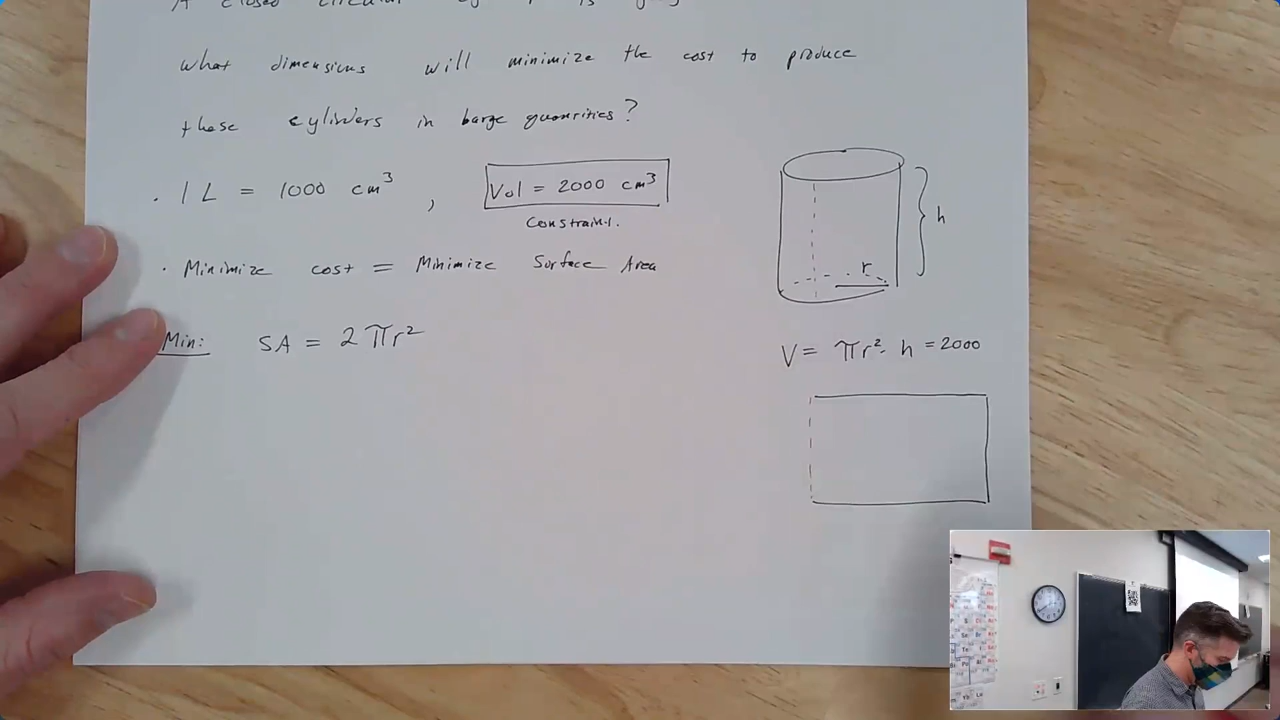 what dimensions will minimize the cost to produce
these cylinders in large quantities?
. 1 L = 1000 cm³ , Vol = 2000 cm³
Constraint.
h
r
. Minimize cost = Minimize Surface Area
Min: SA = 2πr²
V = πr². h = 2000